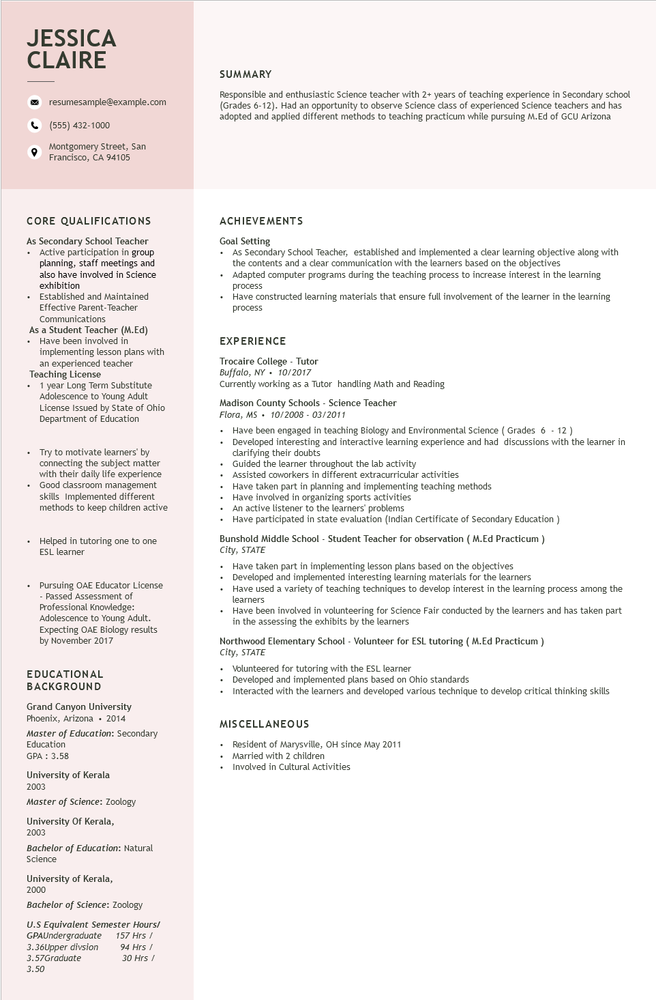 JESSICA
CLAIRE
resumesample@example.com
(555) 432-1000
Montgomery Street, San
Francisco, CA 94105
SUMMARY
Responsible and enthusiastic Science teacher with 2+ years of teaching experience in Secondary school
(Grades 6-12). Had an opportunity to observe Science class of experienced Science teachers and has
adopted and applied different methods to teaching practicum while pursuing M.Ed of GCU Arizona
CORE QUALIFICATIONS
As Secondary School Teacher
• Active participation in group
planning, staff meetings and
also have involved in Science
exhibition
• Established and Maintained
Effective Parent-Teacher
Communications
As a Student Teacher (M.Ed)
• Have been involved in
implementing lesson plans with
an experienced teacher
Teaching License
• 1 year Long Term Substitute
Adolescence to Young Adult
License Issued by State of Ohio
Department of Education
• Try to motivate learners' by
connecting the subject matter
with their daily life experience
• Good classroom management
skills  Implemented different
methods to keep children active
• Helped in tutoring one to one
ESL learner
• Pursuing OAE Educator License
- Passed Assessment of
Professional Knowledge:
Adolescence to Young Adult.
Expecting OAE Biology results
by November 2017
EDUCATIONAL
BACKGROUND
Grand Canyon University
Phoenix, Arizona • 2014
Master of Education: Secondary
Education
GPA : 3.58
University of Kerala
2003
Master of Science: Zoology
University Of Kerala,
2003
Bachelor of Education: Natural
Science
University of Kerala,
2000
Bachelor of Science: Zoology
U.S Equivalent Semester Hours/
GPAUndergraduate 157 Hrs /
3.36Upper divsion 94 Hrs /
3.57Graduate 30 Hrs /
3.50
ACHIEVEMENTS
Goal Setting
• As Secondary School Teacher,  established and implemented a clear learning objective along with
the contents and a clear communication with the learners based on the objectives
• Adapted computer programs during the teaching process to increase interest in the learning
process
• Have constructed learning materials that ensure full involvement of the learner in the learning
process
EXPERIENCE
Trocaire College - Tutor
Buffalo, NY • 10/2017
Currently working as a Tutor  handling Math and Reading
Madison County Schools - Science Teacher
Flora, MS • 10/2008 - 03/2011
• Have been engaged in teaching Biology and Environmental Science ( Grades  6  - 12 )
• Developed interesting and interactive learning experience and had  discussions with the learner in
clarifying their doubts
• Guided the learner throughout the lab activity
• Assisted coworkers in different extracurricular activities
• Have taken part in planning and implementing teaching methods
• Have involved in organizing sports activities
• An active listener to the learners' problems
• Have participated in state evaluation (Indian Certificate of Secondary Education )
Bunshold Middle School - Student Teacher for observation ( M.Ed Practicum )
City, STATE
• Have taken part in implementing lesson plans based on the objectives
• Developed and implemented interesting learning materials for the learners
• Have used a variety of teaching techniques to develop interest in the learning process among the
learners
• Have been involved in volunteering for Science Fair conducted by the learners and has taken part
in the assessing the exhibits by the learners
Northwood Elementary School - Volunteer for ESL tutoring ( M.Ed Practicum )
City, STATE
• Volunteered for tutoring with the ESL learner
• Developed and implemented plans based on Ohio standards
• Interacted with the learners and developed various technique to develop critical thinking skills
MISCELLANEOUS
• Resident of Marysville, OH since May 2011
• Married with 2 children
• Involved in Cultural Activities